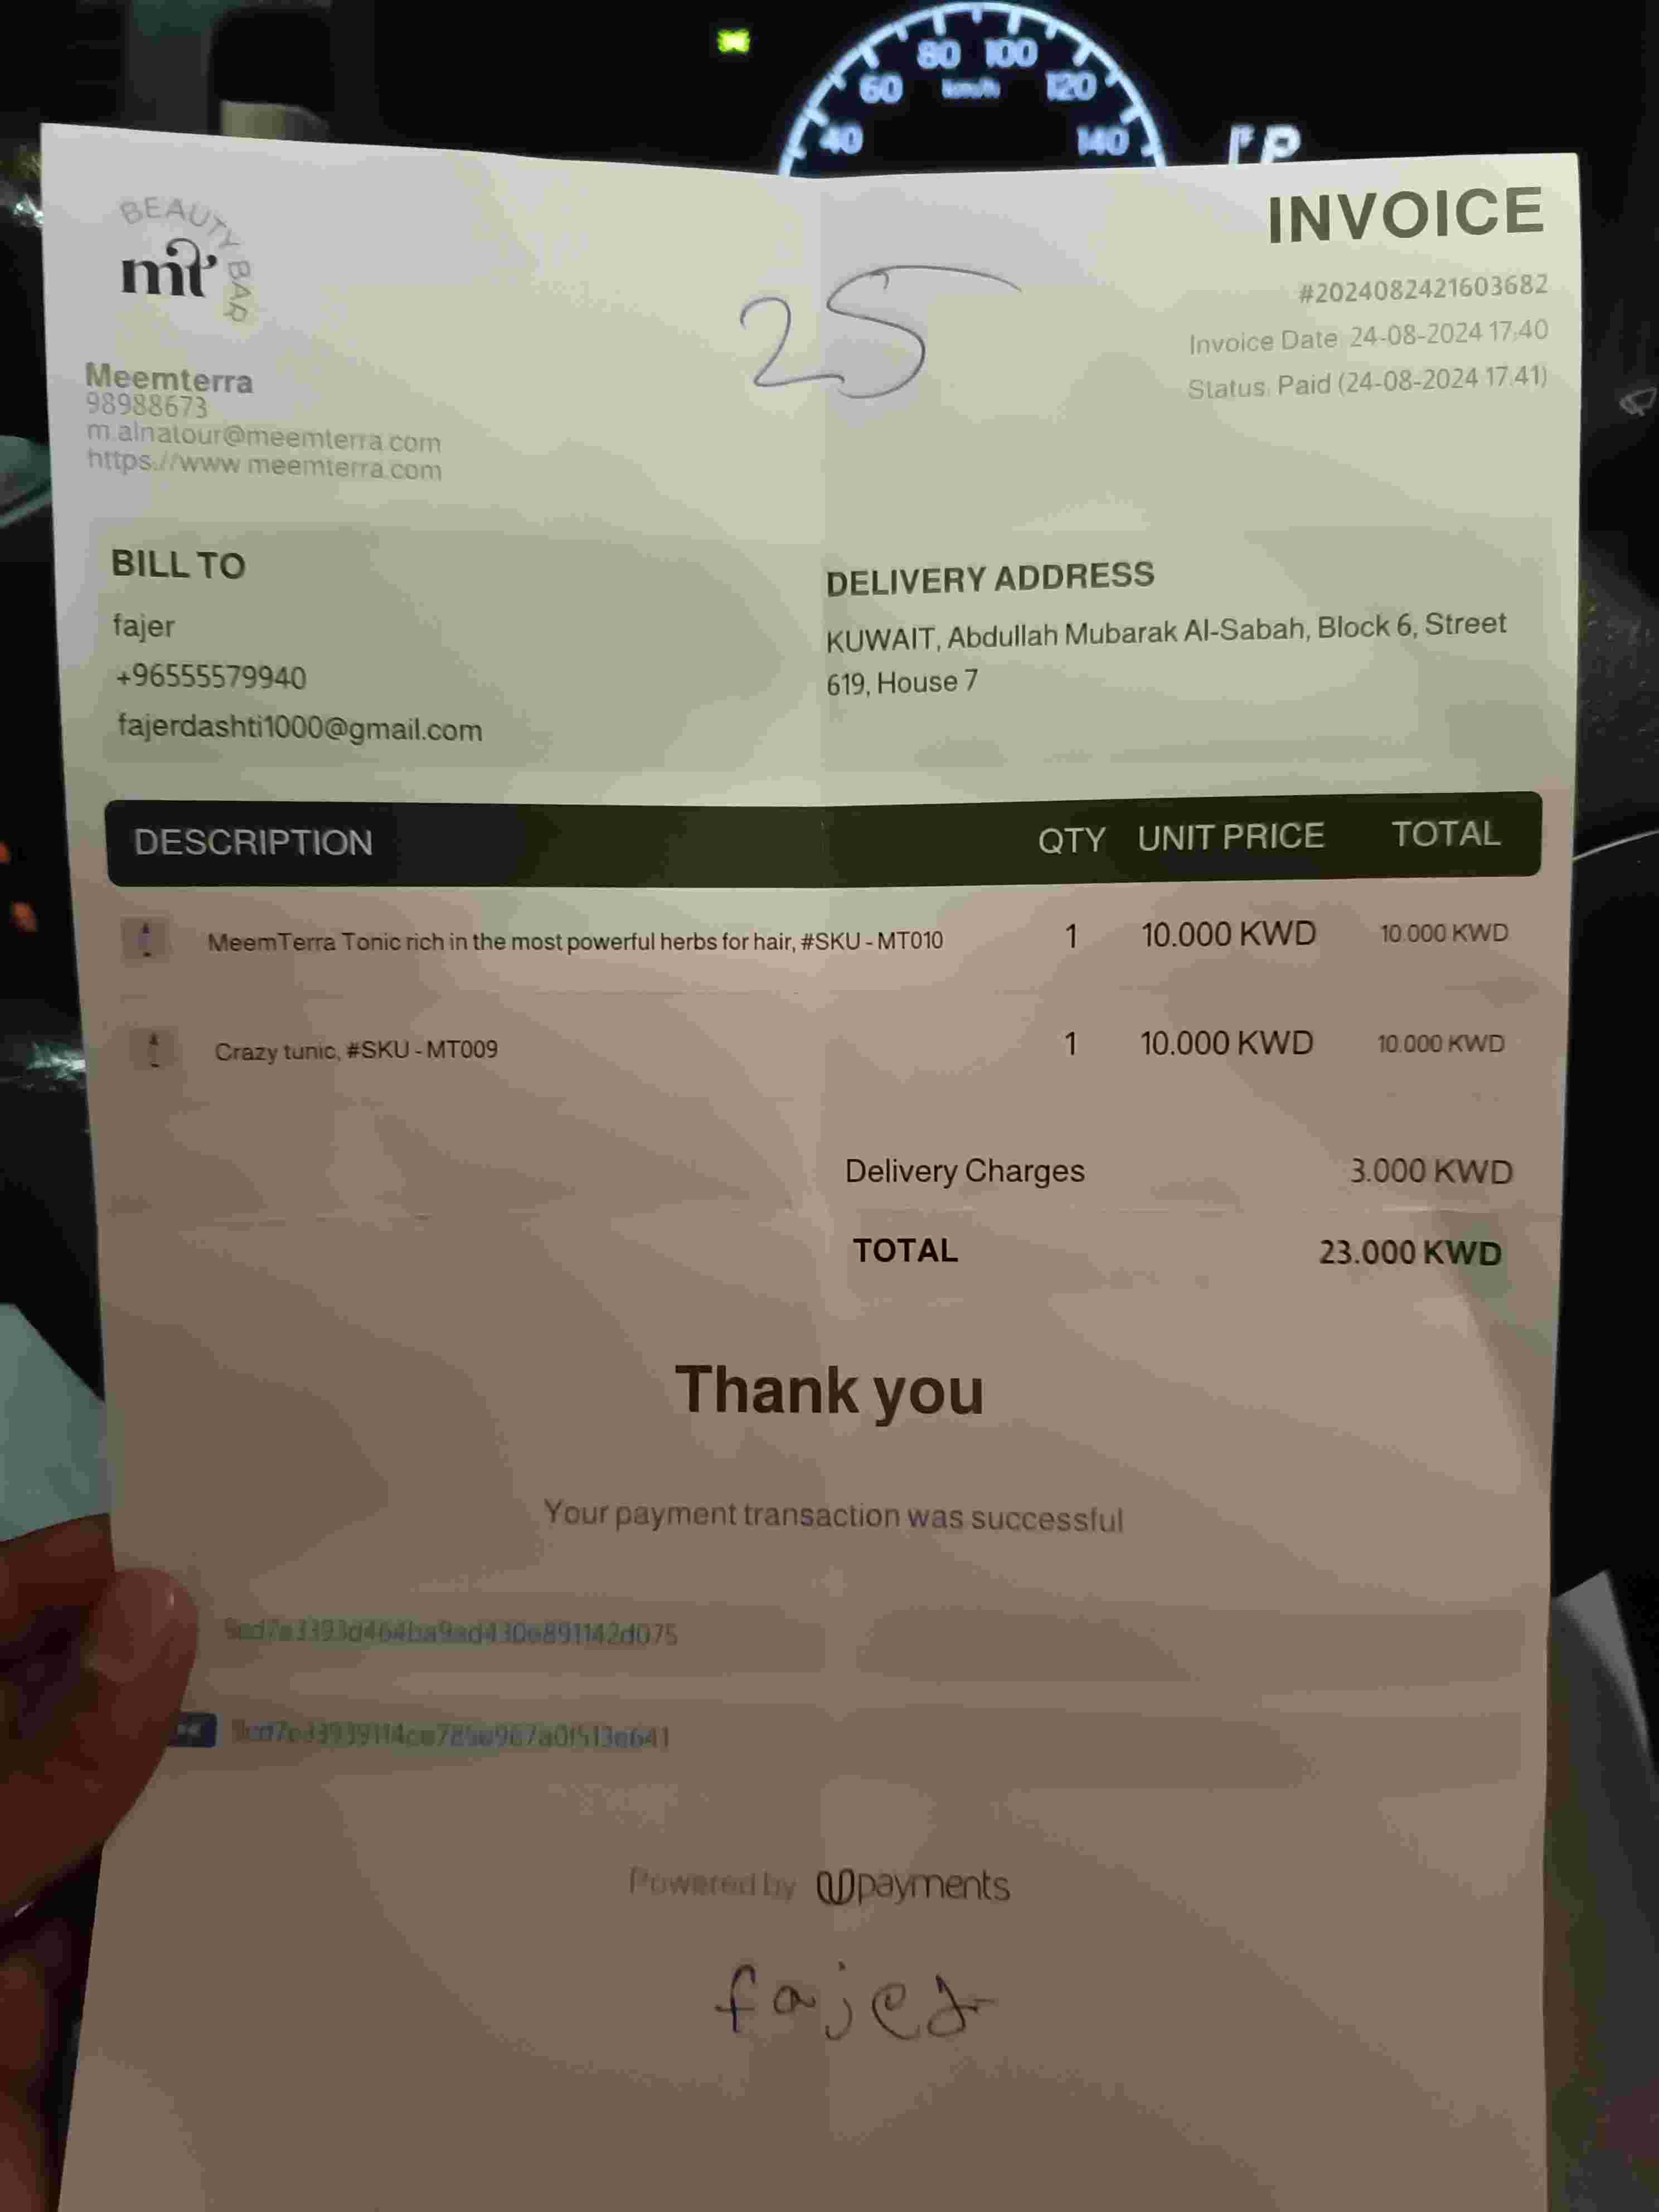 80 100
60 km/h 120
40 140
P
BEAUTY BAR
mt
INVOICE
#2024082421603682
Invoice Date: 24-08-2024 17:40
Status: Paid (24-08-2024 17:41)
25
Meemterra
98988673
m.alnatour@meemterra.com
https://www.meemterra.com
BILL TO
fajer
+96555579940
fajerdashti1000@gmail.com
DELIVERY ADDRESS
KUWAIT, Abdullah Mubarak Al-Sabah, Block 6, Street
619, House 7
DESCRIPTION QTY UNIT PRICE TOTAL
MeemTerra Tonic rich in the most powerful herbs for hair, #SKU - MT010 1 10.000 KWD 10.000 KWD
Crazy tunic, #SKU - MT009 1 10.000 KWD 10.000 KWD
Delivery Charges 3.000 KWD
TOTAL 23.000 KWD
Thank you
Your payment transaction was successful
Powered by Upayments
fajer